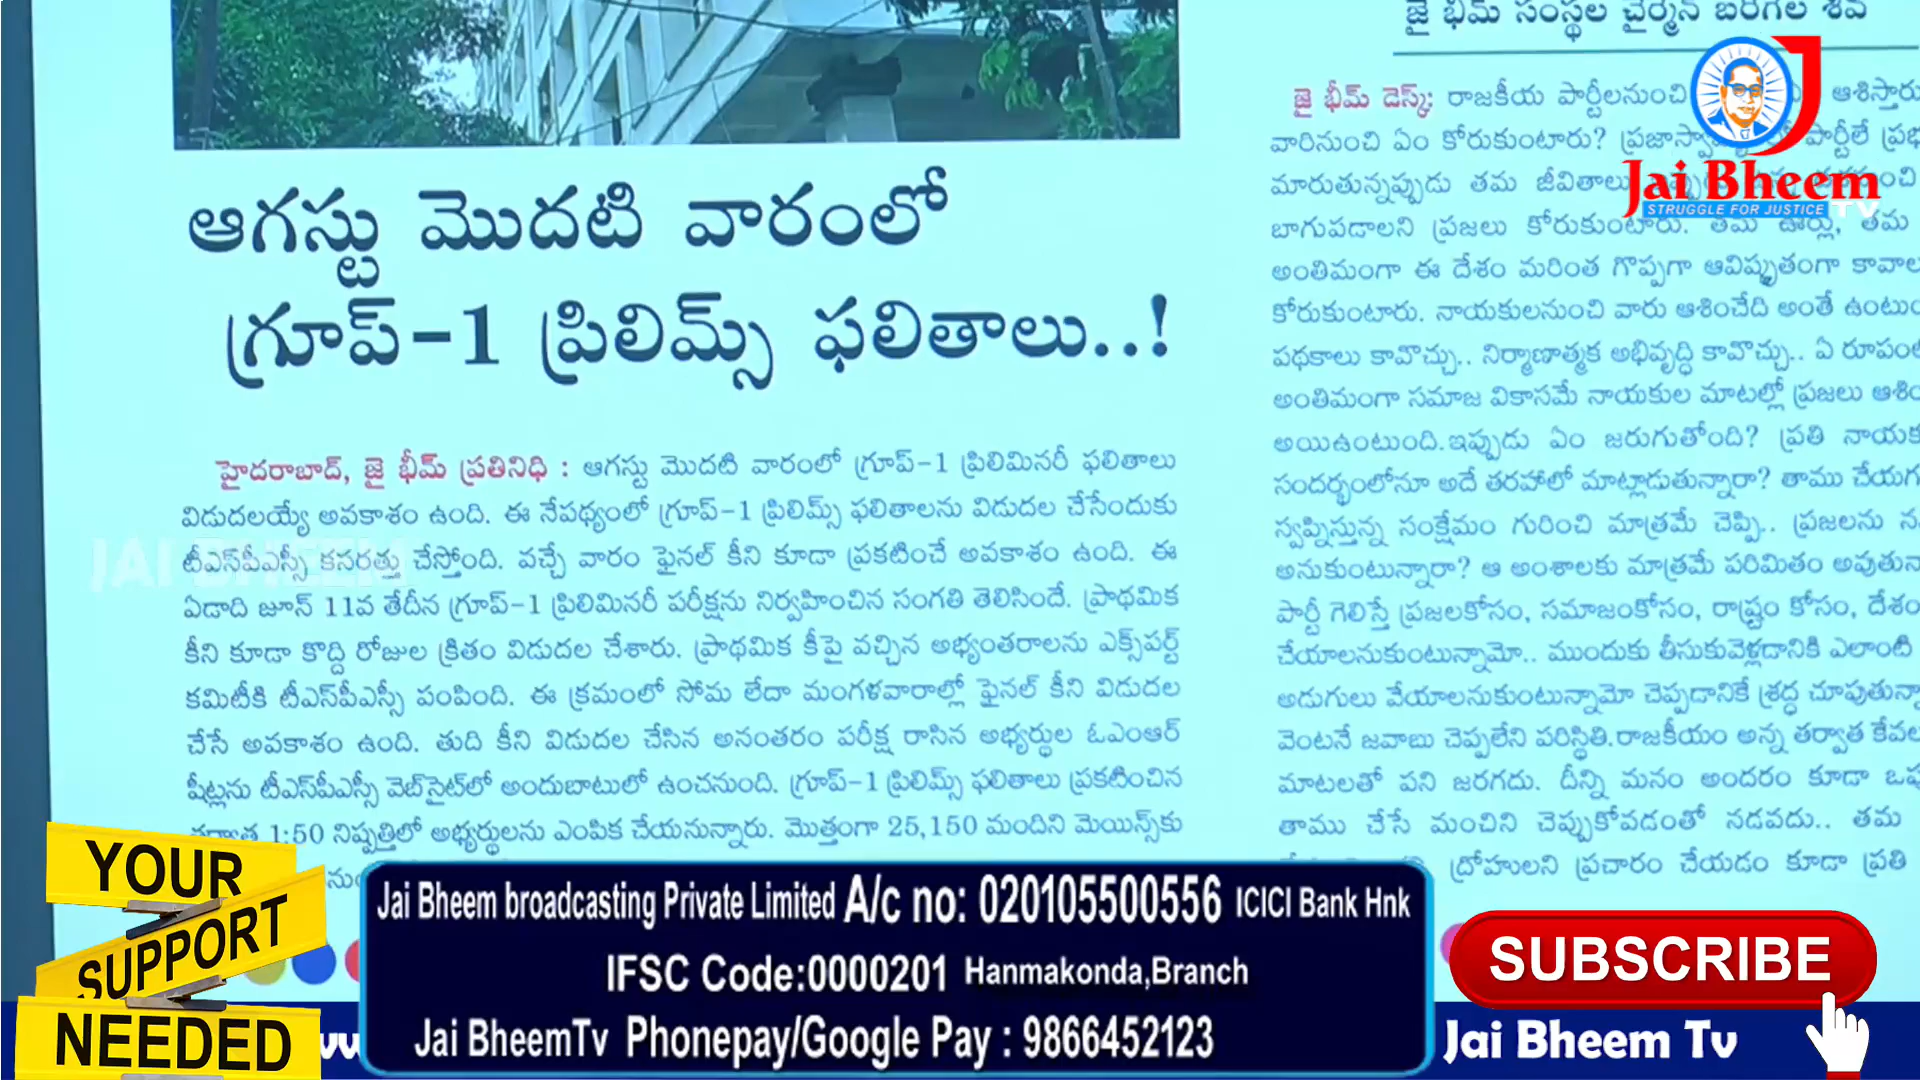 ఆగస్టు మొదటి వారంలో
గ్రూప్-1 ప్రిలిమ్స్ ఫలితాలు..!
హైదరాబాద్, జై భీమ్ ప్రతినిధి : ఆగస్టు మొదటి వారంలో గ్రూప్-1 ప్రిలిమినరీ ఫలితాలు
విడుదలయ్యే అవకాశం ఉంది. ఈ నేపథ్యంలో గ్రూప్-1 ప్రిలిమ్స్ ఫలితాలను విడుదల చేసేందుకు
టీఎస్‌పీఎస్సీ కసరత్తు చేస్తోంది. వచ్చే వారం ఫైనల్ కీని కూడా ప్రకటించే అవకాశం ఉంది. ఈ
ఏడాది జూన్ 11వ తేదీన గ్రూప్-1 ప్రిలిమినరీ పరీక్షను నిర్వహించిన సంగతి తెలిసిందే. ప్రాథమిక
కీని కూడా కొద్ది రోజుల క్రితం విడుదల చేశారు. ప్రాథమిక కీపై వచ్చిన అభ్యంతరాలను ఎక్స్‌పర్ట్
కమిటీకి టీఎస్‌పీఎస్సీ పంపింది. ఈ క్రమంలో సోమ లేదా మంగళవారాల్లో ఫైనల్ కీని విడుదల
చేసే అవకాశం ఉంది. తుది కీని విడుదల చేసిన అనంతరం పరీక్ష రాసిన అభ్యర్థుల ఓఎంఆర్
షీట్లను టీఎస్‌పీఎస్సీ వెబ్‌సైట్‌లో అందుబాటులో ఉంచనుంది. గ్రూప్-1 ప్రిలిమ్స్ ఫలితాలు ప్రకటించిన
1:50 నిష్పత్తిలో అభ్యర్థులను ఎంపిక చేయనున్నారు. మొత్తంగా 25,150 మందిని మెయిన్స్‌కు
జై భీమ్ సంస్థల చైర్మన్ బరిగెల శివ
జై భీమ్ డెస్క్: రాజకీయ పార్టీలనుంచి ఆశిస్తారు
వారినుంచి ఏం కోరుకుంటారు? పార్టీలే
మారుతున్నప్పుడు తమ జీవితాలు
బాగుపడాలని ప్రజలు కోరుకుంటారు. తమ ఊర్లు, తమ
అంతిమంగా ఈ దేశం మరింత గొప్పగా ఆవిష్కృతంగా కావాల
కోరుకుంటారు. నాయకులనుంచి వారు ఆశించేది అంతే
పథకాలు కావొచ్చు.. నిర్మాణాత్మక అభివృద్ధి కావొచ్చు.. ఏ
అంతిమంగా సమాజ వికాసమే నాయకుల మాటల్లో ప్రజలు
అయిఉంటుంది.ఇప్పుడు ఏం జరుగుతోంది? ప్రతి
సందర్భంలోనూ అదే తరహాలో మాట్లాడుతున్నారా? తాము
స్వప్నిస్తున్న సంక్షేమం గురించి మాత్రమే చెప్పి.. ప్రజలను
అనుకుంటున్నారా? ఆ అంశాలకు మాత్రమే పరిమితం
పార్టీ గెలిస్తే ప్రజలకోసం, సమాజంకోసం, రాష్ట్రం కోసం, దేశం
చేయాలనుకుంటున్నామో.. ముందుకు తీసుకువెళ్లడానికి ఎలాంటి
అడుగులు వేయాలనుకుంటున్నామో చెప్పడానికే శ్రద్ధ
వెంటనే జవాబు చెప్పలేని పరిస్థితి.రాజకీయం అన్న తర్వాత
మాటలతో పని జరగదు. దీన్ని మనం అందరం కూడా
తాము చేసే మంచిని చెప్పుకోవడంతో నడవదు.. తమ
ద్రోహులని ప్రచారం చేయడం కూడా ప్రతి
Jai Bheem
STRUGGLE FOR JUSTICE TV
JAI BHEEM
YOUR
SUPPORT
NEEDED
Jai Bheem broadcasting Private Limited A/c no: 020105500556 ICICI Bank Hnk
IFSC Code:0000201 Hanmakonda,Branch
Jai BheemTv Phonepay/Google Pay : 9866452123
SUBSCRIBE
Jai Bheem Tv